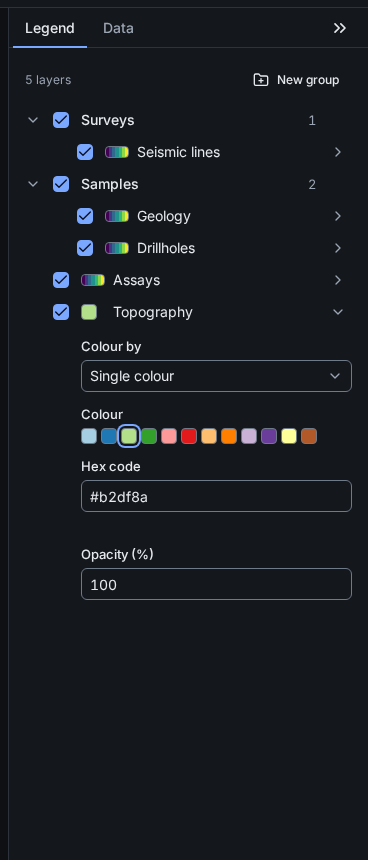 Legend Data
5 layers New group
Surveys 1
Seismic lines
Samples 2
Geology
Drillholes
Assays
Topography
Colour by
Single colour
Colour
Hex code
#b2df8a
Opacity (%)
100